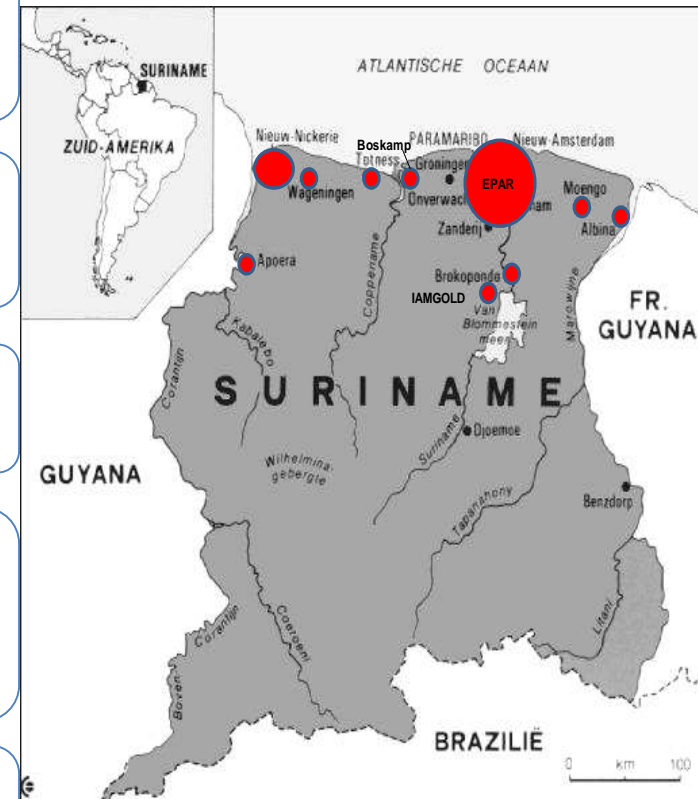 SURINAME
ZUID-AMERIKA
ATLANTISCHE OCEAAN
Nieuw-Nickerie
Boskamp
PARAMARIBO
Nieuw-Amsterdam
Totness
Groningen
Wageningen
EPAR
Moengo
Albina
Zanderij
Apoera
Coppename
Brokopondo
IAMGOLD
Van
Blommestein
meer
Marowijne
FR.
GUYANA
Kabalebo
Corantijn
SURINAME
Suriname
Djoemoe
Wilhelmina-
gebergte
GUYANA
Tapanahony
Benzdorp
Litani
Corantijn
Coeroeni
Boven-
BRAZILIË
0 km 100